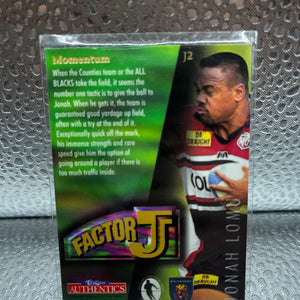 Momentum
J2
When the Counties team or the ALL
BLACKS take the field, it seems the
number one tactic is to give the ball to
Jonah. When he gets it, the team is
guaranteed good yardage up field,
often with a try at the end of it.
Exceptionally quick off the mark,
his immense strength and rare
speed give him the option of
going around a player if there is
too much traffic inside.
DB
DRAUGHT
JONAH LOMU
FACTOR
J
AUTHENTICS
DB
DRAUGHT